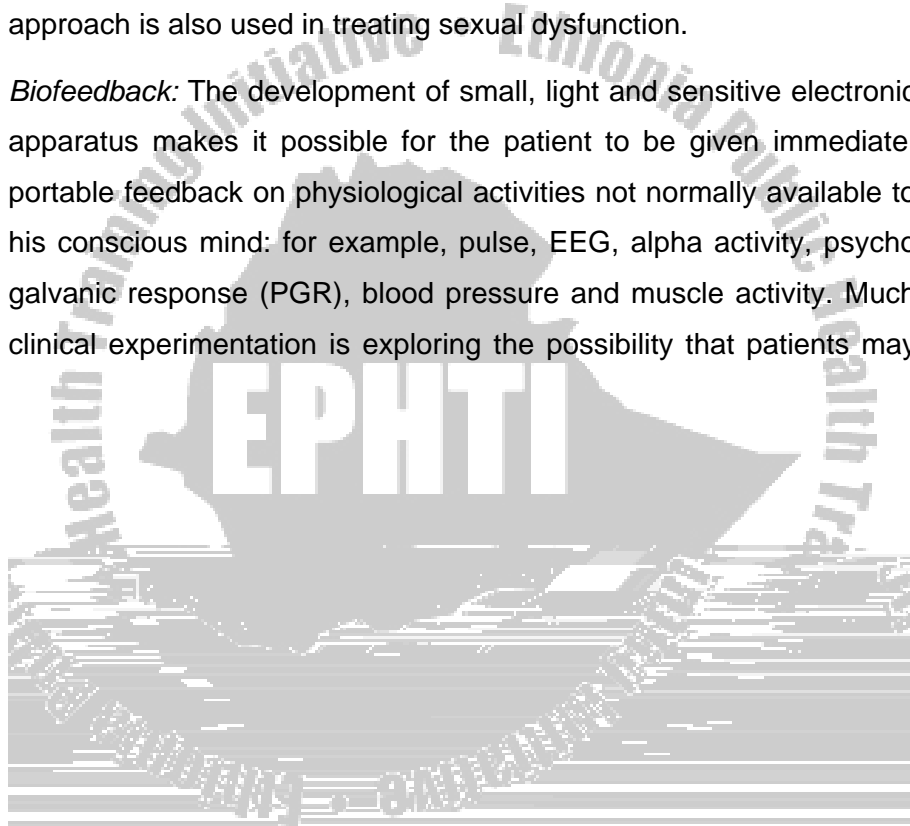 approach is also used in treating sexual dysfunction.
Biofeedback: The development of small, light and sensitive electronic
apparatus makes it possible for the patient to be given immediate
portable feedback on physiological activities not normally available to
his conscious mind: for example, pulse, EEG, alpha activity, psycho
galvanic response (PGR), blood pressure and muscle activity. Much
clinical experimentation is exploring the possibility that patients may
EPHTI